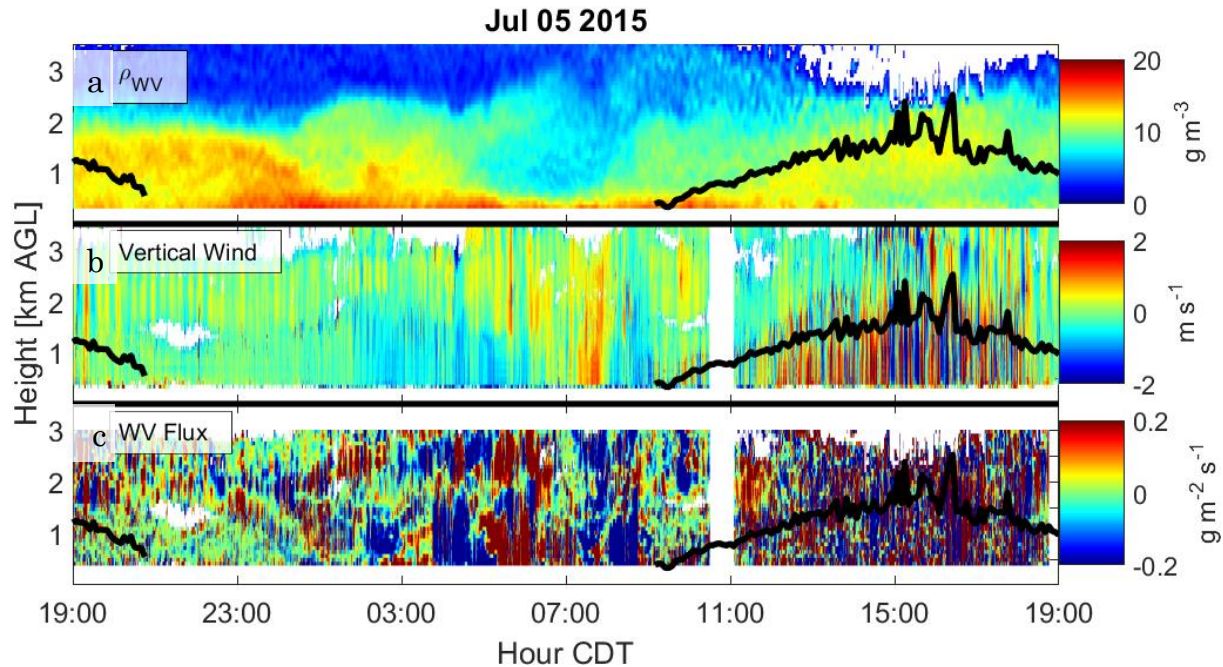 Jul 05 2015
a ρWV
3
2
1
20
10
0
g m-3
Height [km AGL]
b Vertical Wind
3
2
1
2
0
-2
m s-1
c WV Flux
3
2
1
0.2
0
-0.2
g m-2 s-1
19:00 23:00 03:00 07:00 11:00 15:00 19:00
Hour CDT